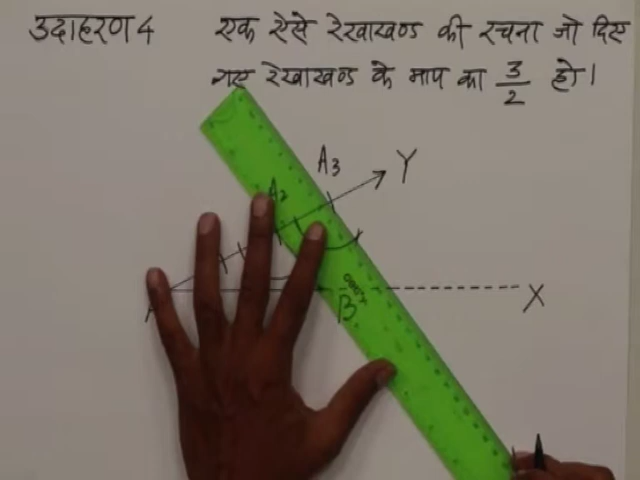 उदाहरण 4 एक ऐसे रेखाखण्ड की रचना जो दिए
गए रेखाखण्ड के माप का 3/2 हो।
A3
Y
A2
A
B
X